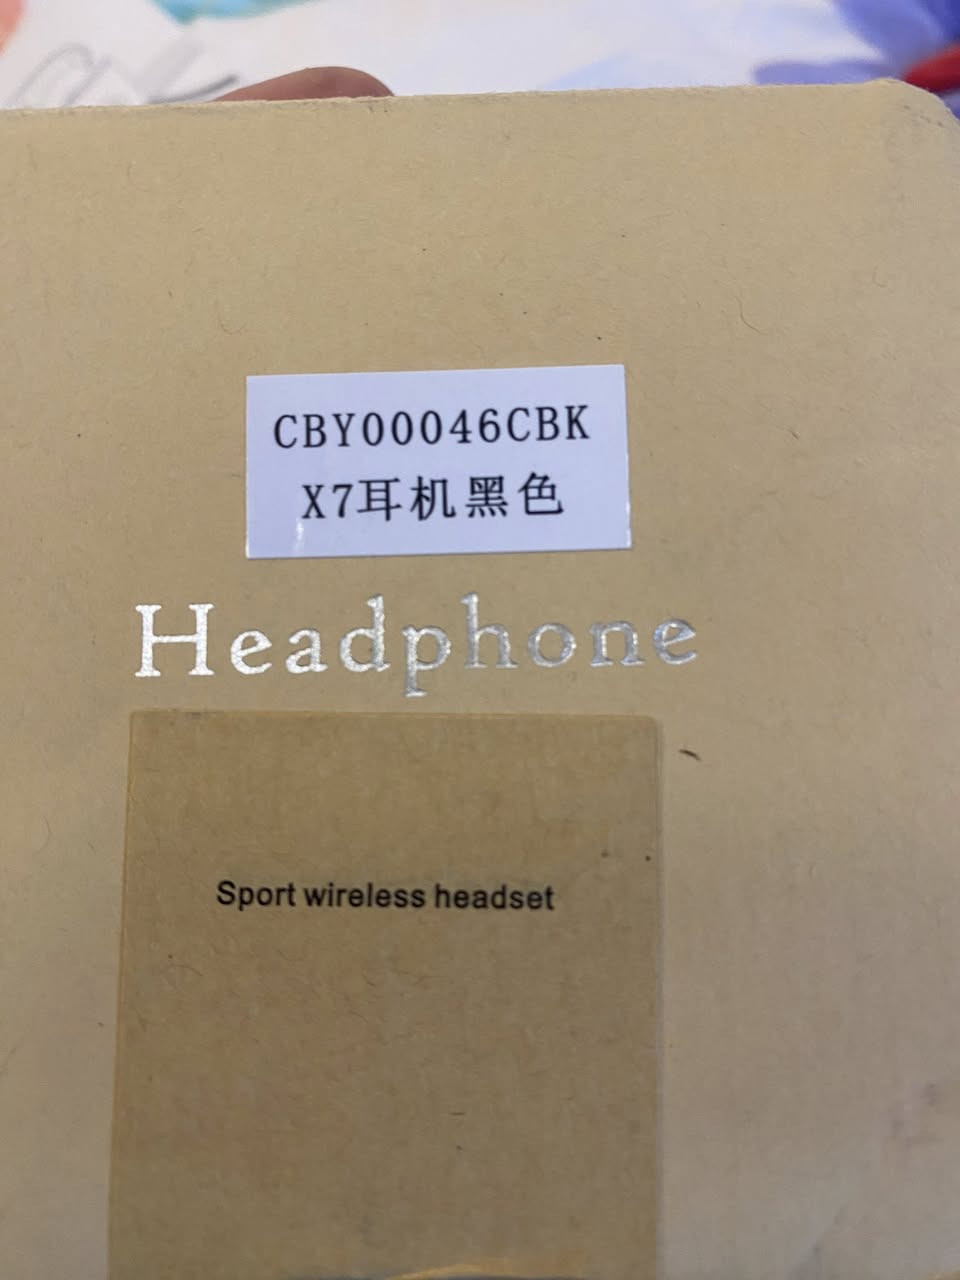 CBY00046CBK
X7耳机黑色
Headphone
Sport wireless headset